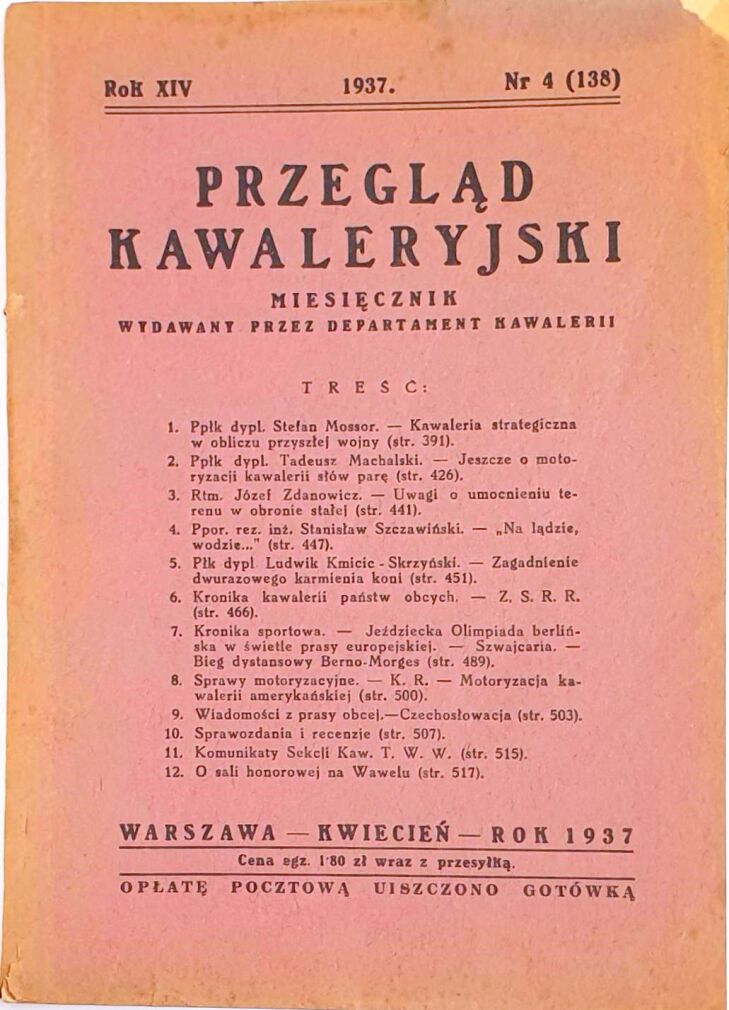 Rok XIV 1937. Nr 4 (138)
PRZEGLĄD
KAWALERYJSKI
MIESIĘCZNIK
WYDAWANY PRZEZ DEPARTAMENT KAWALERII
TREŚĆ:
1. Ppłk dypl. Stefan Mossor. — Kawaleria strategiczna
w obliczu przyszłej wojny (str. 391).
2. Ppłk dypl. Tadeusz Machalski. — Jeszcze o moto-
ryzacji kawalerii słów parę (str. 426).
3. Rtm. Józef Zdanowicz. — Uwagi o umocnieniu te-
renu w obronie stałej (str. 441).
4. Ppor. rez. inż. Stanisław Szczawiński. — „Na lądzie,
wodzie..." (str. 447).
5. Płk dypl Ludwik Kmicic - Skrzyński. — Zagadnienie
dwurazowego karmienia koni (str. 451).
6. Kronika kawalerii państw obcych. — Z. S. R. R.
(str. 466).
7. Kronika sportowa. — Jeździecka Olimpiada berliń-
ska w świetle prasy europejskiej. — Szwajcaria. —
Bieg dystansowy Berno-Morges (str. 489).
8. Sprawy motoryzacyjne. — K. R. — Motoryzacja ka-
walerii amerykańskiej (str. 500).
9. Wiadomości z prasy obcej.—Czechosłowacja (str. 503).
10. Sprawozdania i recenzje (str. 507).
11. Komunikaty Sekcji Kaw. T. W. W. (str. 515).
12. O sali honorowej na Wawelu (str. 517).
WARSZAWA — KWIECIEŃ — ROK 1937
Cena egz. 1·80 zł wraz z przesyłką.
OPŁATĘ POCZTOWĄ UISZCZONO GOTÓWKĄ